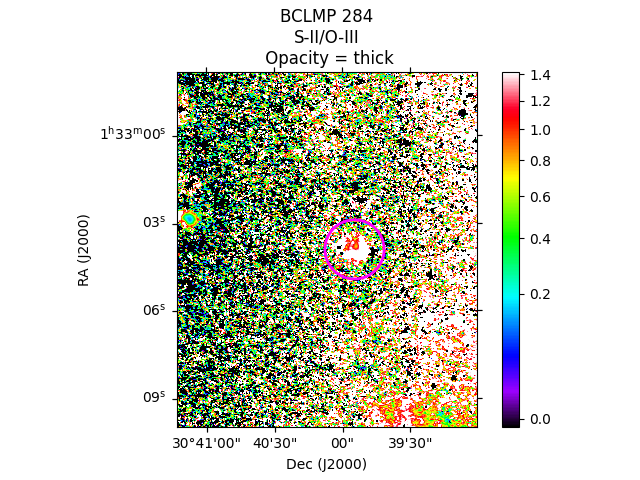 BCLMP 284
S-II/O-III
Opacity = thick
1h33m00s
03s
06s
09s
RA (J2000)
30°41'00"
40'30"
00"
39'30"
Dec (J2000)
1.4
1.2
1.0
0.8
0.6
0.4
0.2
0.0